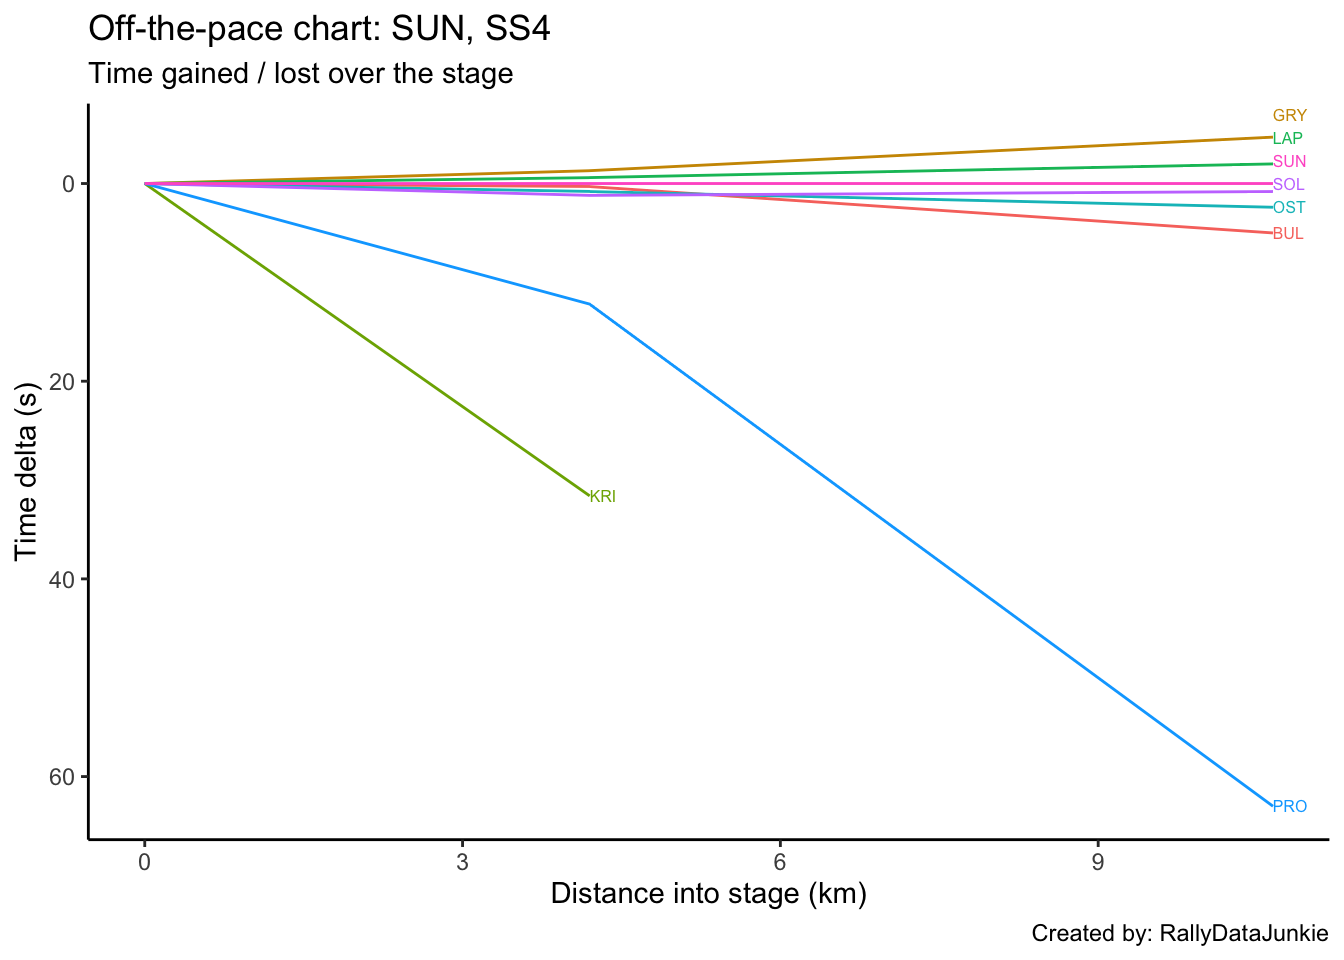 Off-the-pace chart: SUN, SS4
Time gained / lost over the stage
GRY
LAP
SUN
SOL
OST
BUL
KRI
PRO
0
20
40
60
Time delta (s)
0 3 6 9
Distance into stage (km)
Created by: RallyDataJunkie